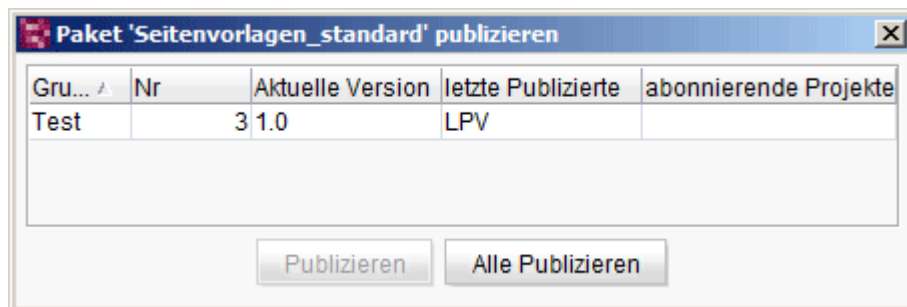 Paket 'Seitenvorlagen_standard' publizieren
Gru... Nr Aktuelle Version letzte Publizierte abonnierende Projekte
Test 3 1.0 LPV
Publizieren Alle Publizieren